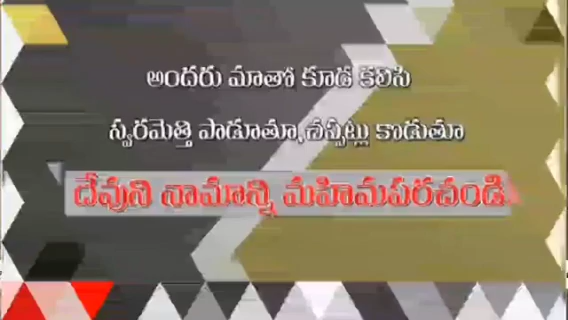 అందరు మాతో కూడ కలిసి
స్వరమెత్తి పాడుతూ,చప్పట్లు కొడుతూ
దేవుని నామాన్ని మహిమపరచండి